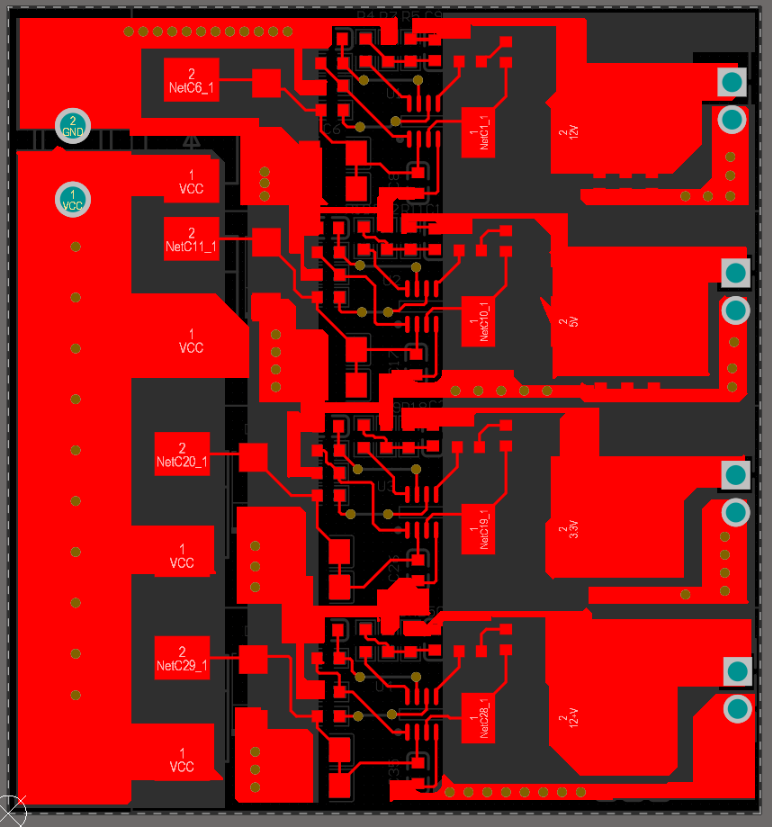 2
NetC6_1
2
GND
1
NetC1_1
2
12V
1
VCC
1
VCC
2
NetC11_1
1
NetC10_1
2
5V
1
VCC
2
NetC20_1
1
NetC19_1
2
3.3V
1
VCC
2
NetC29_1
1
NetC28_1
2
12-V
1
VCC